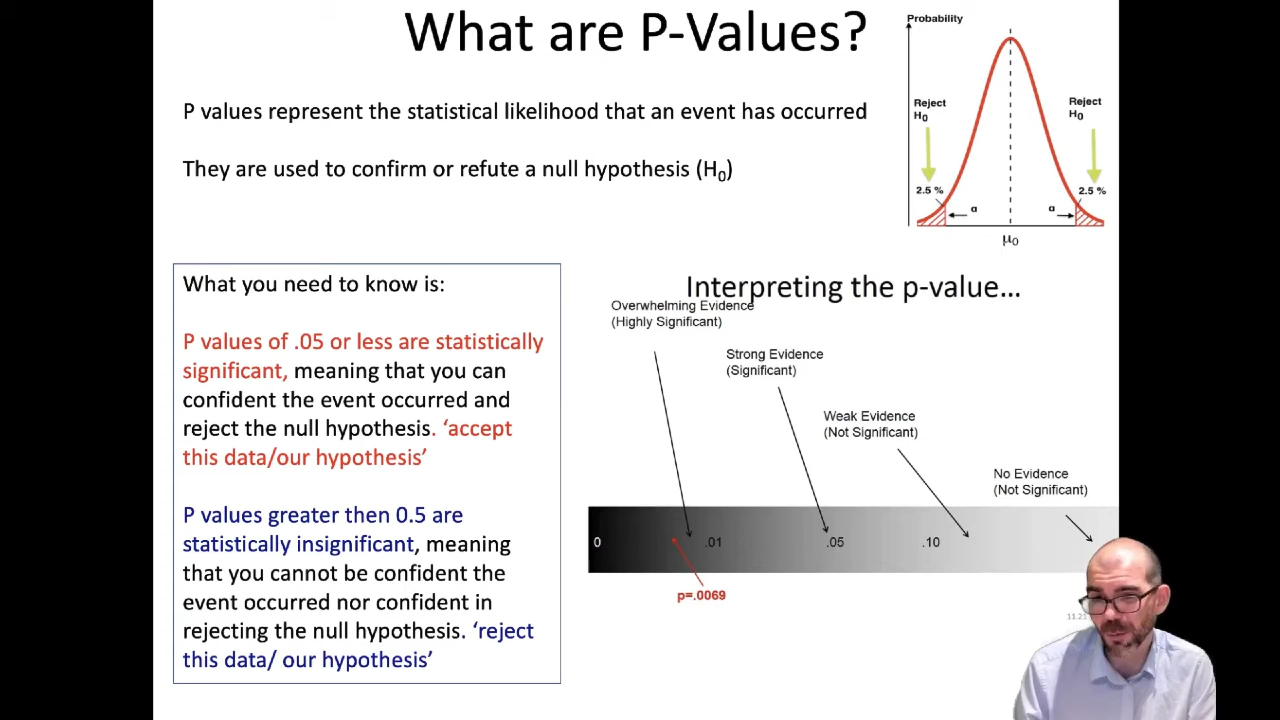 What are P-Values?
P values represent the statistical likelihood that an event has occurred
They are used to confirm or refute a null hypothesis (H₀)
Probability
Reject
H₀
Reject
H₀
2.5 %
2.5 %
α
α
μ₀
What you need to know is:
P values of .05 or less are statistically
significant, meaning that you can
confident the event occurred and
reject the null hypothesis. ‘accept
this data/our hypothesis’
P values greater then 0.5 are
statistically insignificant, meaning
that you cannot be confident the
event occurred nor confident in
rejecting the null hypothesis. ‘reject
this data/ our hypothesis’
Interpreting the p-value…
Overwhelming Evidence
(Highly Significant)
Strong Evidence
(Significant)
Weak Evidence
(Not Significant)
No Evidence
(Not Significant)
0
.01
.05
.10
p=.0069